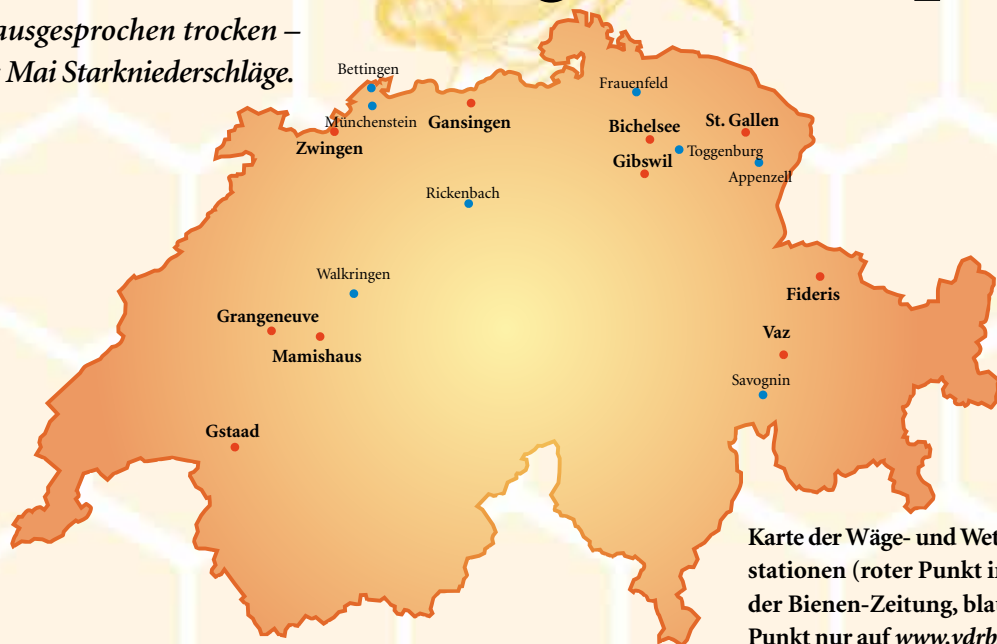 ausgesprochen trocken –
Mai Starkniederschläge.
Bettingen
Frauenfeld
Münchenstein
Gansingen
Bichelsee
St. Gallen
Zwingen
Toggenburg
Gibswil
Appenzell
Rickenbach
Walkringen
Fideris
Grangeneuve
Vaz
Mamishaus
Savognin
Gstaad
Karte der Wäge- und Wet
stationen (roter Punkt i
der Bienen-Zeitung, blau
Punkt nur auf www.vdrb